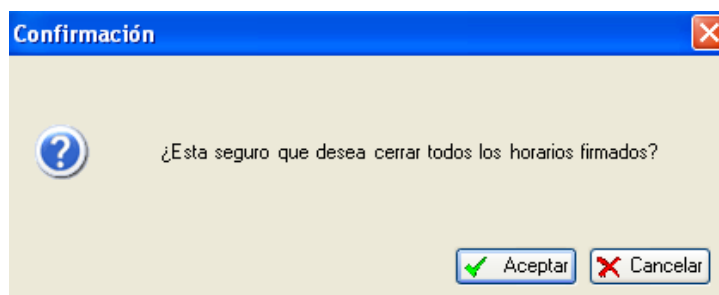 Confirmación
¿Esta seguro que desea cerrar todos los horarios firmados?
Aceptar
Cancelar